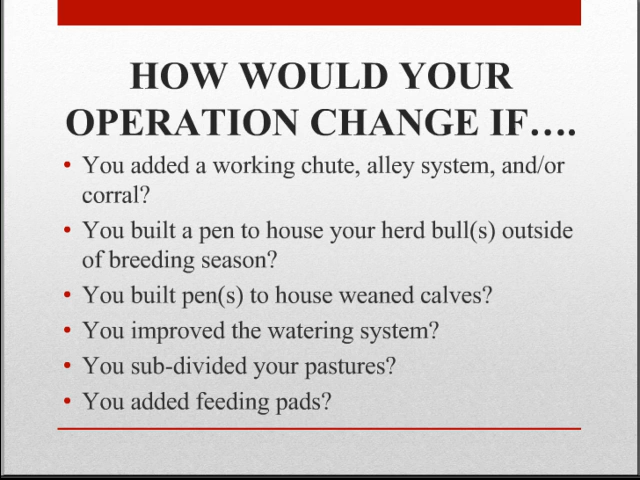 HOW WOULD YOUR
OPERATION CHANGE IF….
• You added a working chute, alley system, and/or
corral?
• You built a pen to house your herd bull(s) outside
of breeding season?
• You built pen(s) to house weaned calves?
• You improved the watering system?
• You sub-divided your pastures?
• You added feeding pads?